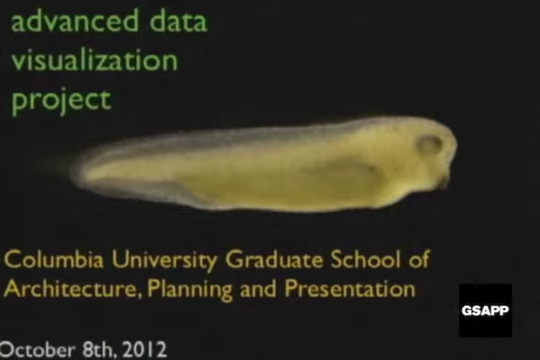 advanced data
visualization
project
Columbia University Graduate School of
Architecture, Planning and Presentation
GSAPP
October 8th, 2012